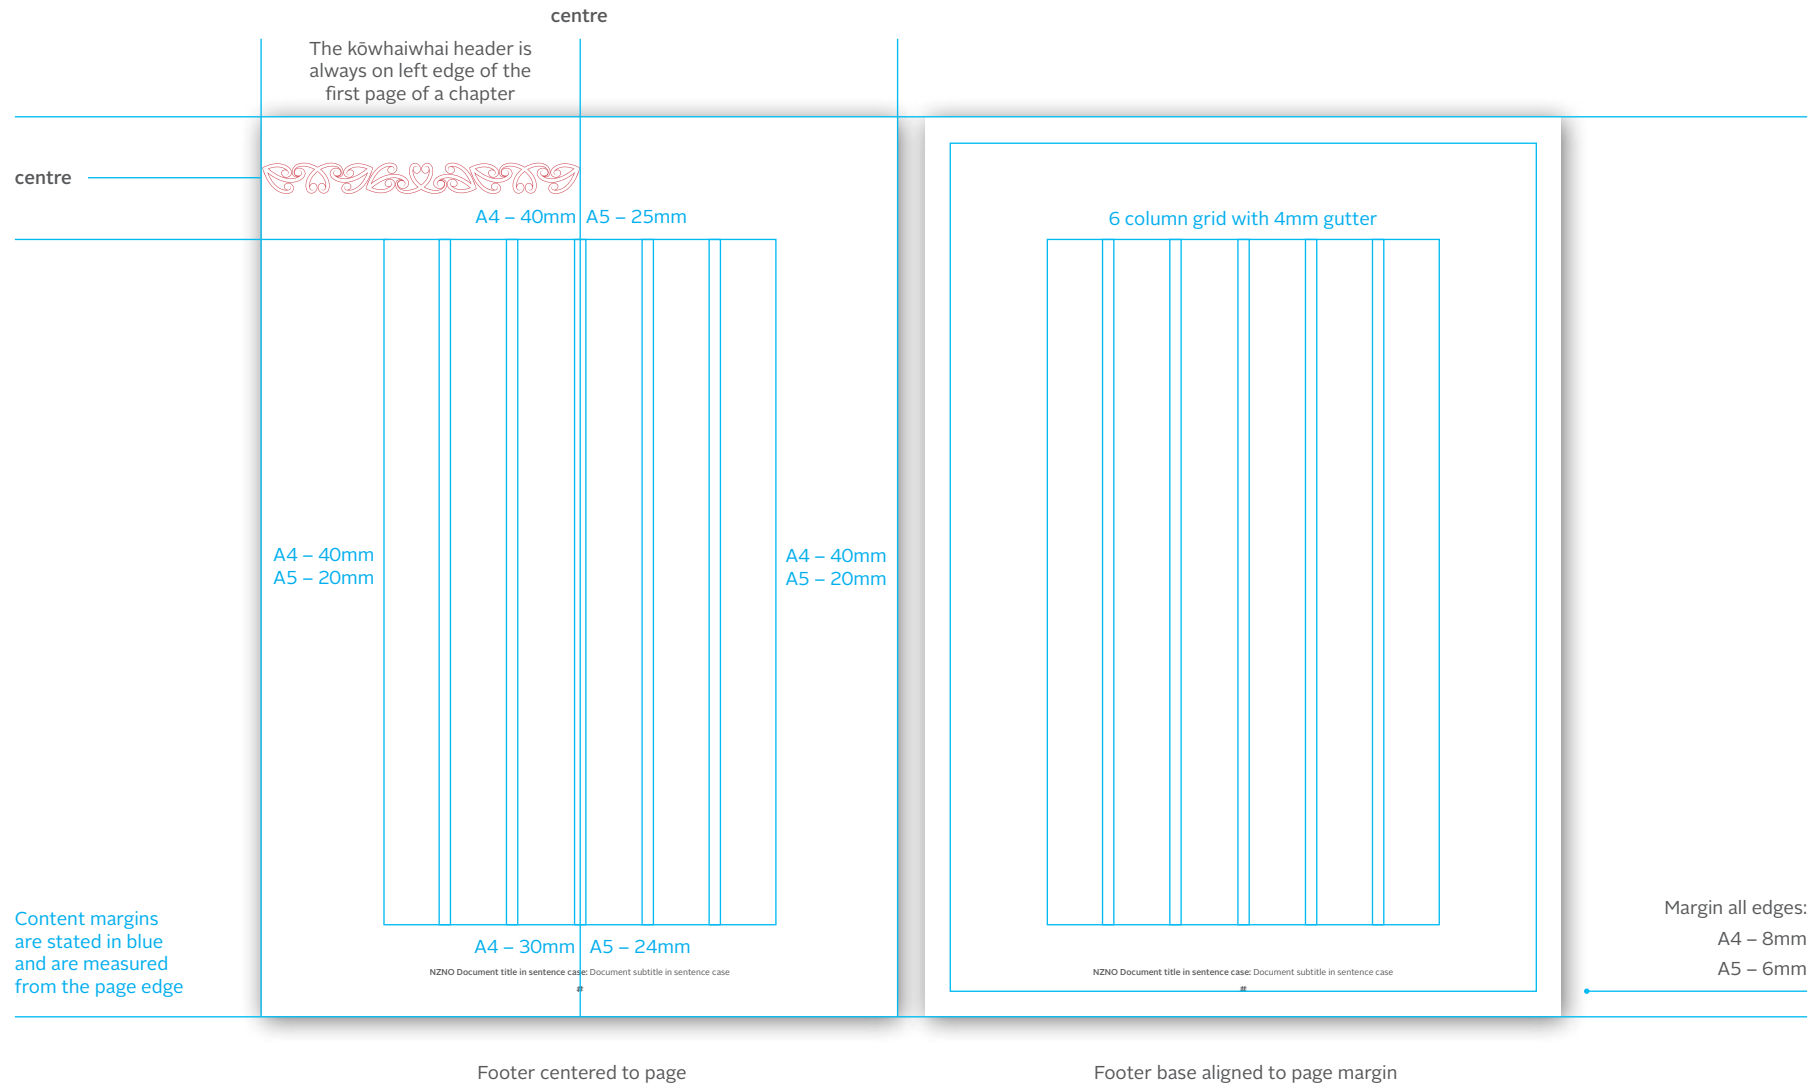 centre
The kōwhaiwhai header is
always on left edge of the
first page of a chapter
centre
A4 – 40mm A5 – 25mm
6 column grid with 4mm gutter
A4 – 40mm
A5 – 20mm
A4 – 40mm
A5 – 20mm
Content margins
are stated in blue
and are measured
from the page edge
A4 – 30mm A5 – 24mm
NZNO Document title in sentence case: Document subtitle in sentence case
#
NZNO Document title in sentence case: Document subtitle in sentence case
#
Margin all edges:
A4 – 8mm
A5 – 6mm
Footer centered to page
Footer base aligned to page margin